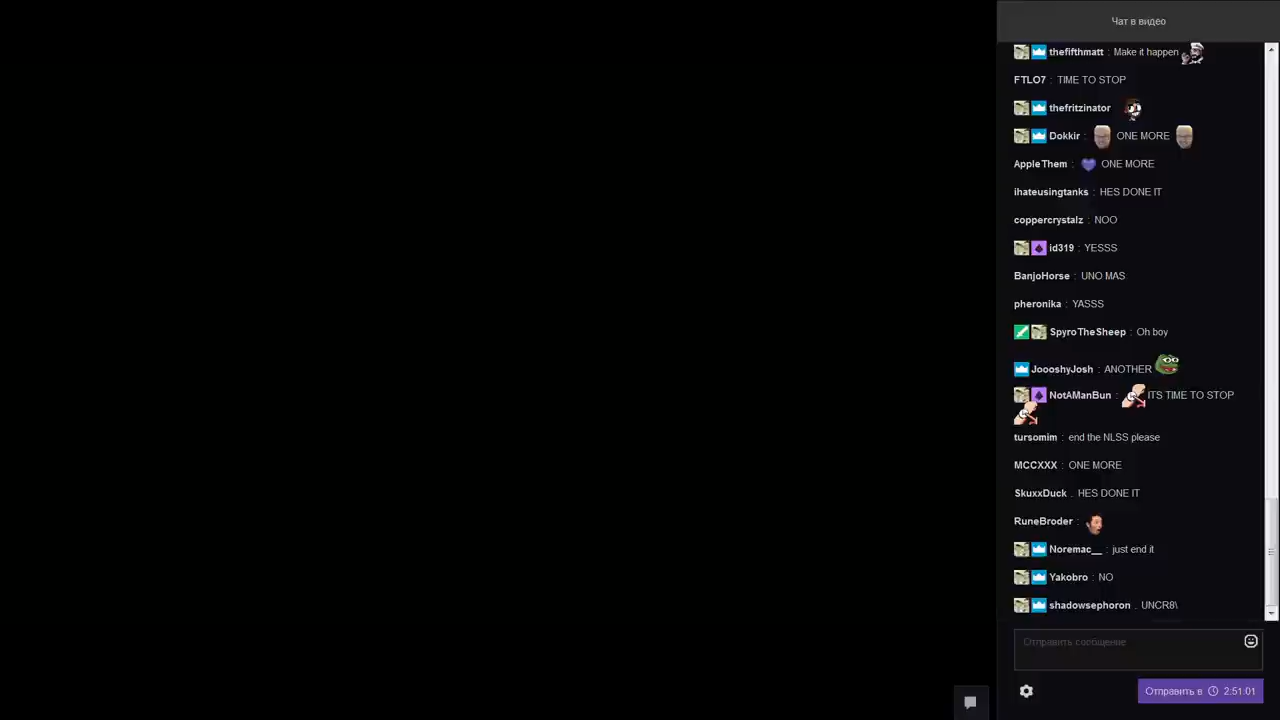 Чат в видео
thefifthmatt : Make it happen
FTLO7 : TIME TO STOP
thefritzinator
Dokkir : ONE MORE
AppleThem : ONE MORE
ihateusingtanks : HES DONE IT
coppercrystalz : NOO
id319 : YESSS
BanjoHorse : UNO MAS
pheronika : YASSS
SpyroTheSheep : Oh boy
JoooshyJosh : ANOTHER
NotAManBun : ITS TIME TO STOP
tursomim : end the NLSS please
MCCXXX : ONE MORE
SkuxxDuck : HES DONE IT
RuneBroder :
Noremac__ : just end it
Yakobro : NO
shadowsephoron : UNCR8\
Отправить сообщение
Отправить в 2:51:01